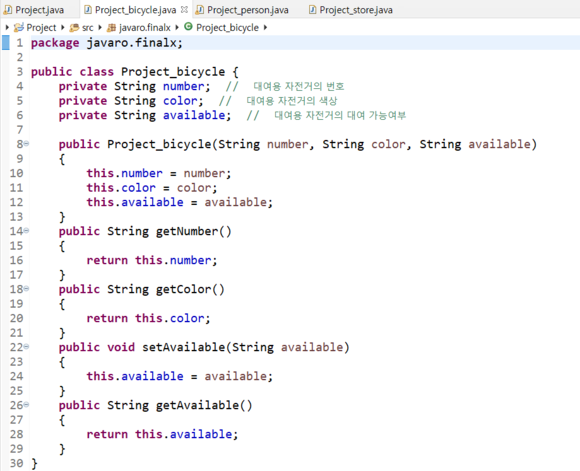 Project.java Project_bicycle.java Project_person.java Project_store.java
Project src javaro.finalx Project_bicycle
1 package javaro.finalx;
2
3 public class Project_bicycle {
4 private String number; // 대여용 자전거의 번호
5 private String color; // 대여용 자전거의 색상
6 private String available; // 대여용 자전거의 대여 가능여부
7
8 public Project_bicycle(String number, String color, String available)
9 {
10 this.number = number;
11 this.color = color;
12 this.available = available;
13 }
14 public String getNumber()
15 {
16 return this.number;
17 }
18 public String getColor()
19 {
20 return this.color;
21 }
22 public void setAvailable(String available)
23 {
24 this.available = available;
25 }
26 public String getAvailable()
27 {
28 return this.available;
29 }
30 }